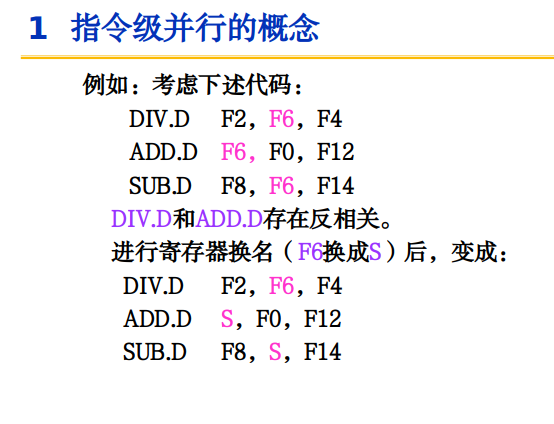 1 指令级并行的概念
例如：考虑下述代码：
DIV.D F2，F6，F4
ADD.D F6，F0，F12
SUB.D F8，F6，F14
DIV.D和ADD.D存在反相关。
进行寄存器换名（F6换成S）后，变成：
DIV.D F2，F6，F4
ADD.D S，F0，F12
SUB.D F8，S，F14